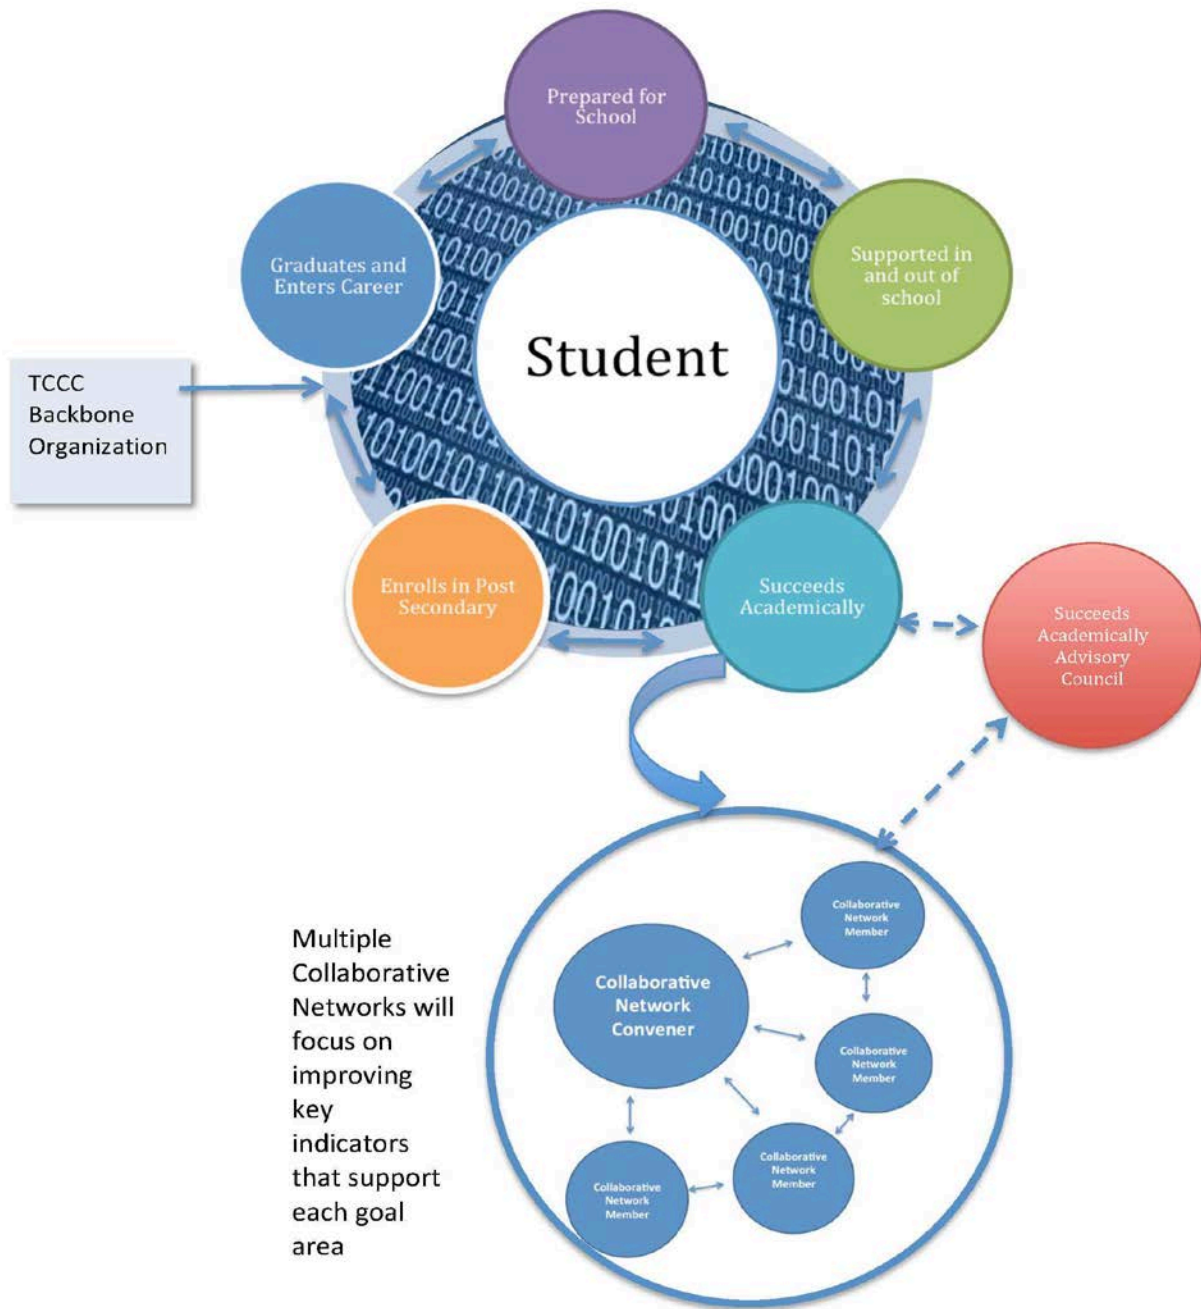 Prepared for
School
Graduates and
Enters Career
Supported in
and out of
school
Student
TCCC
Backbone
Organization
Enrolls in Post
Secondary
Succeeds
Academically
Succeeds
Academically
Advisory
Council
Multiple
Collaborative
Networks will
focus on
improving
key
indicators
that support
each goal
area
Collaborative
Network
Convener
Collaborative
Network
Member
Collaborative
Network
Member
Collaborative
Network
Member
Collaborative
Network
Member